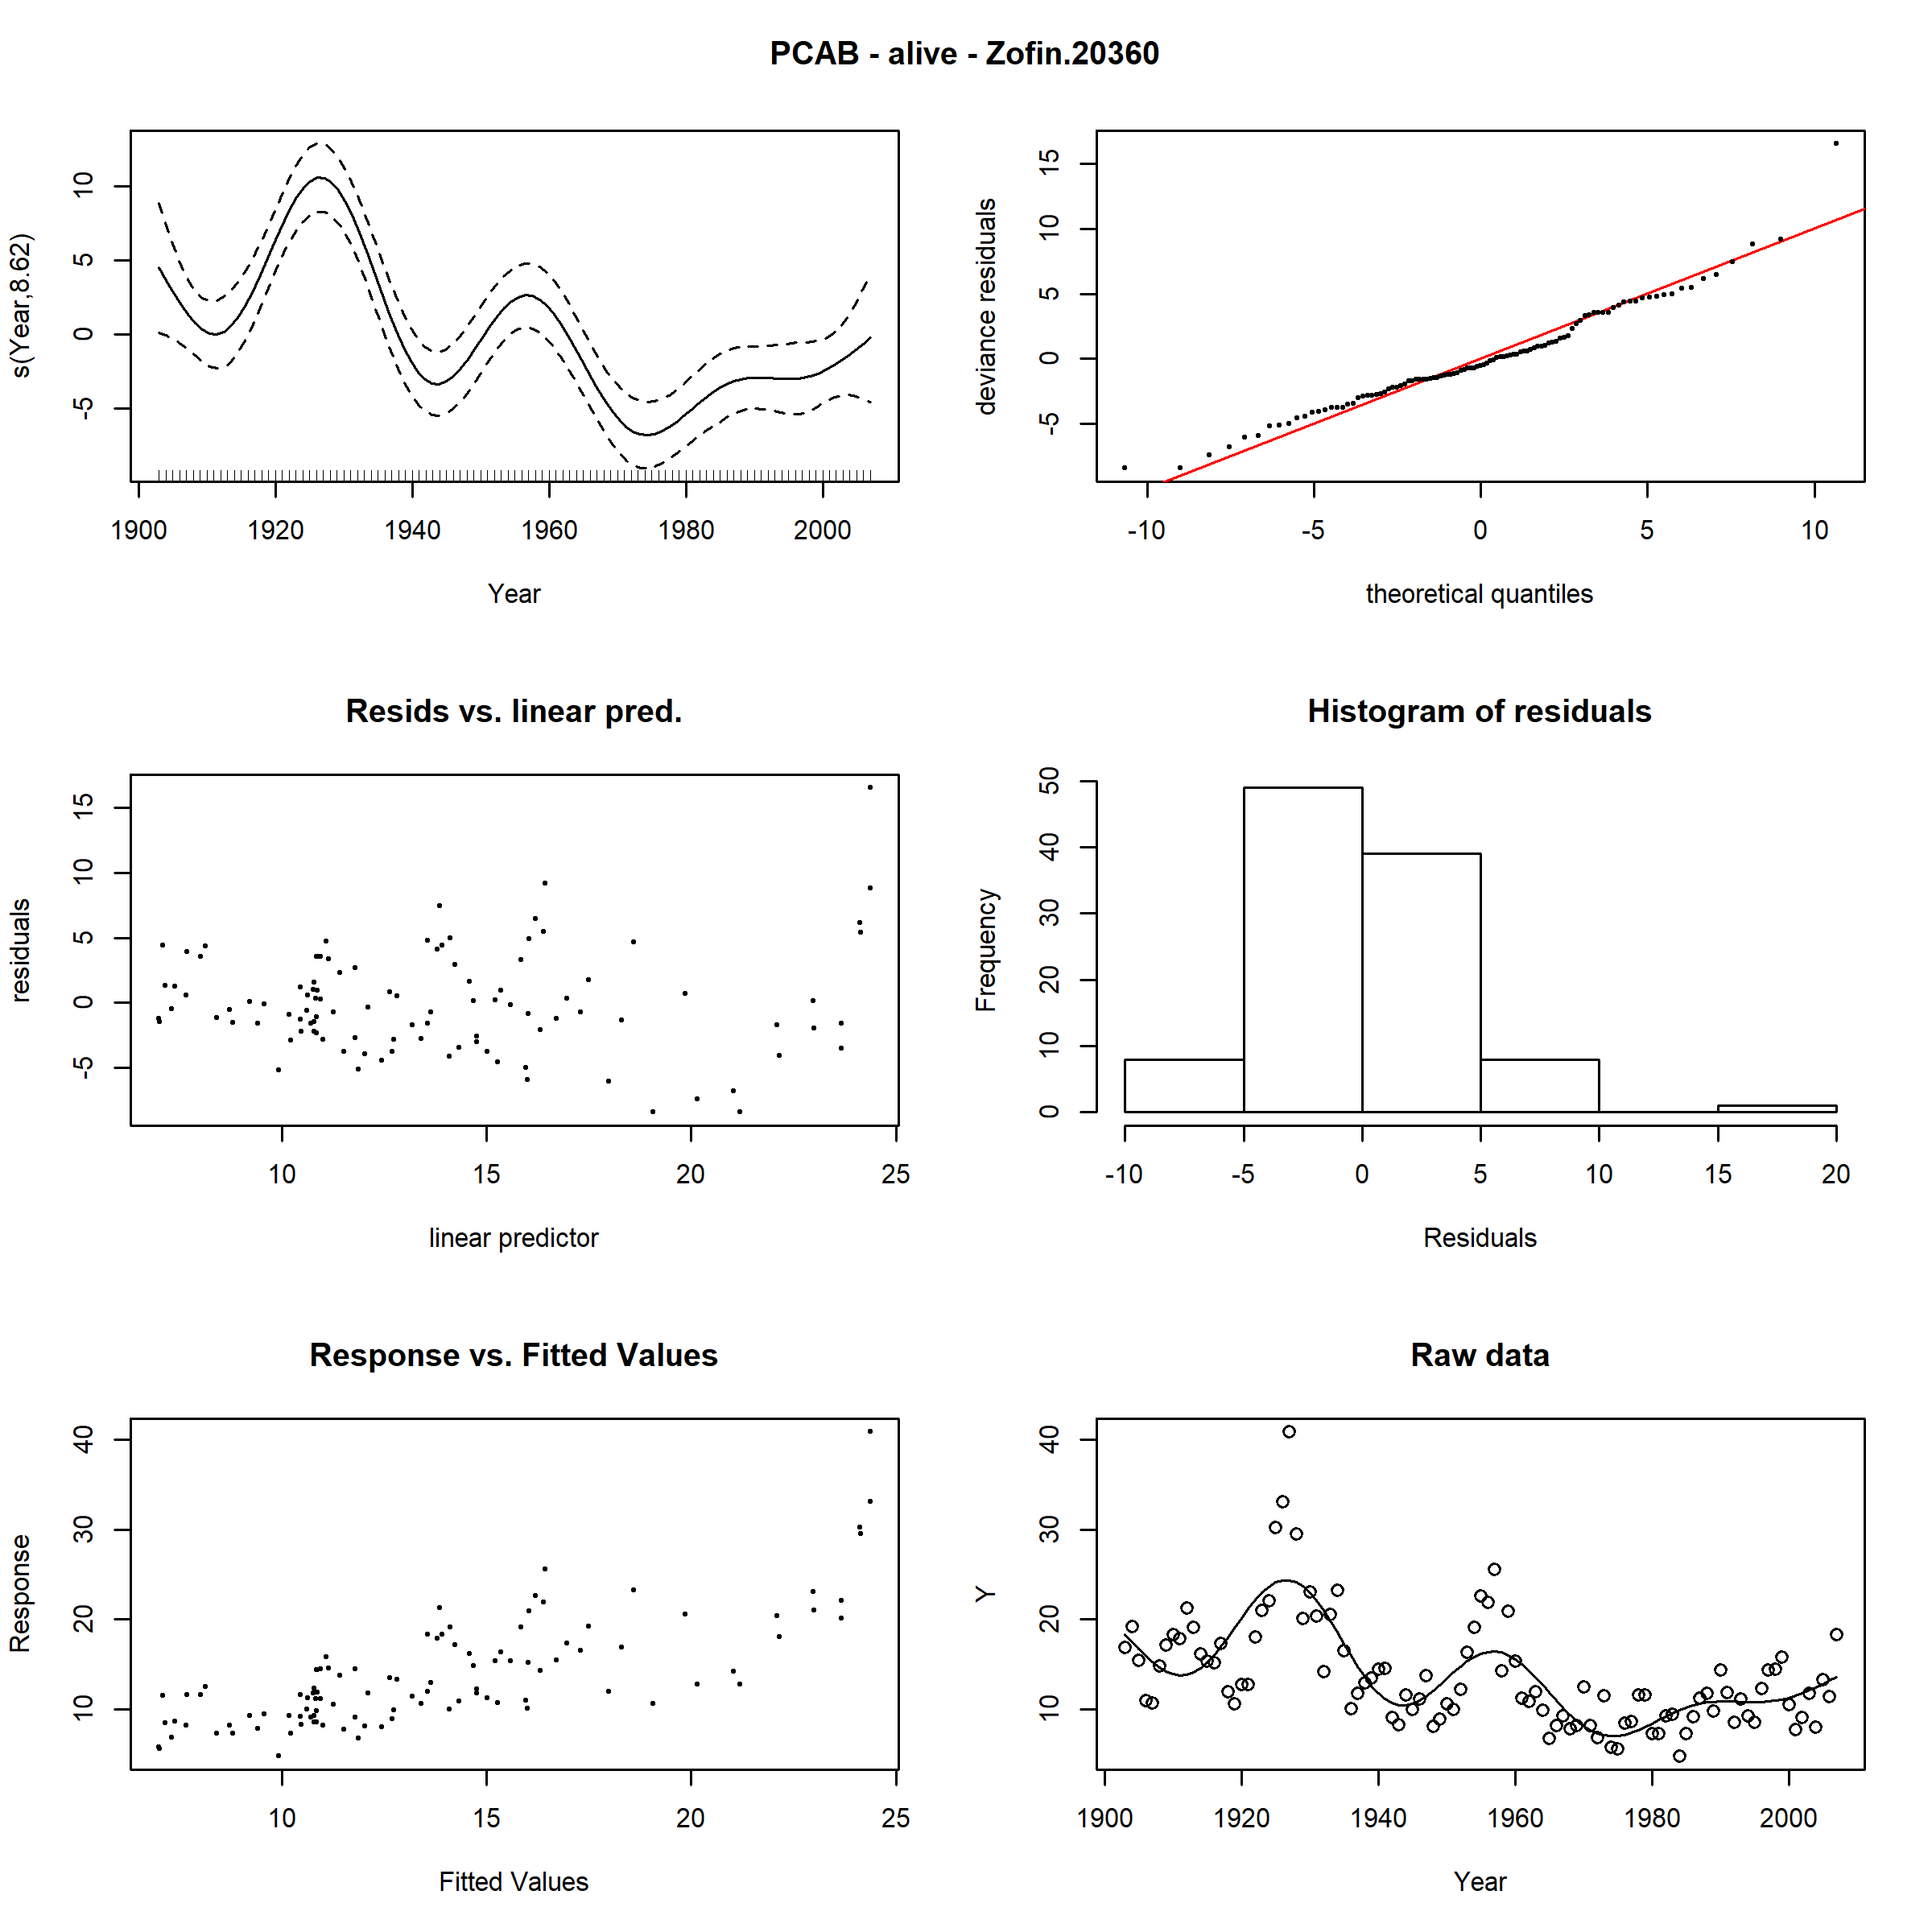 PCAB - alive - Zofin.20360
s(Year,8.62)
10
5
0
-5
1900 1920 1940 1960 1980 2000
Year
deviance residuals
15
10
5
0
-5
-10 -5 0 5 10
theoretical quantiles
Resids vs. linear pred.
residuals
15
10
5
0
-5
10 15 20 25
linear predictor
Histogram of residuals
Frequency
50
40
30
20
10
0
-10 -5 0 5 10 15 20
Residuals
Response vs. Fitted Values
Response
40
30
20
10
10 15 20 25
Fitted Values
Raw data
Y
40
30
20
10
1900 1920 1940 1960 1980 2000
Year